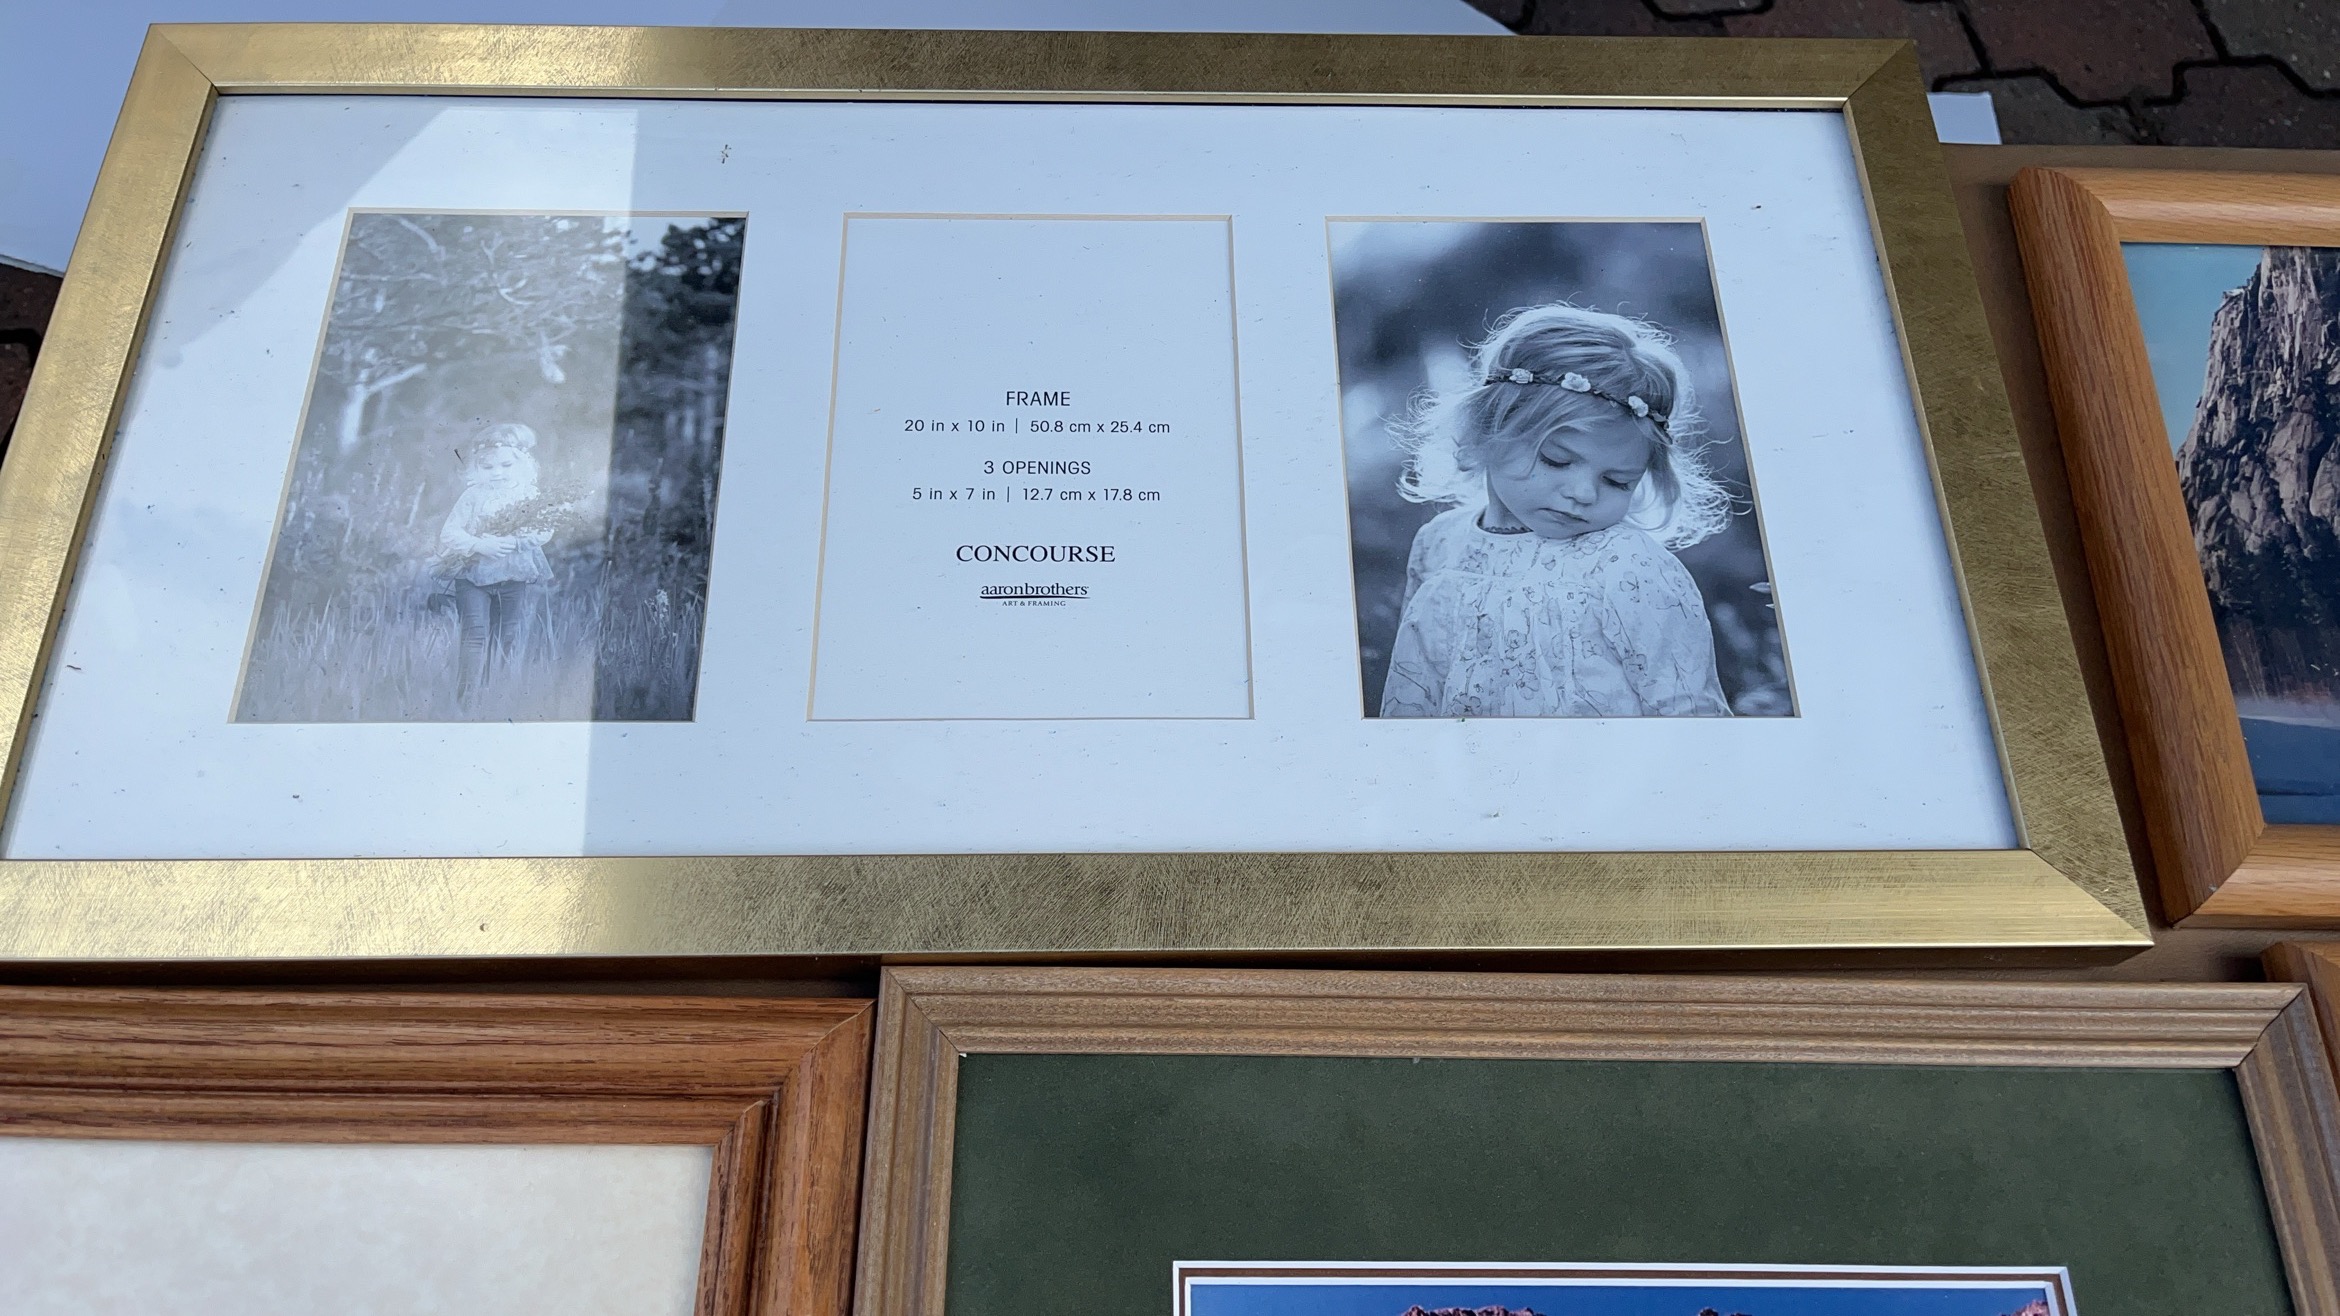 FRAME
20 in x 10 in | 50.8 cm x 25.4 cm
3 OPENINGS
5 in x 7 in | 12.7 cm x 17.8 cm
CONCOURSE
aaronbrothers
ART & FRAMING